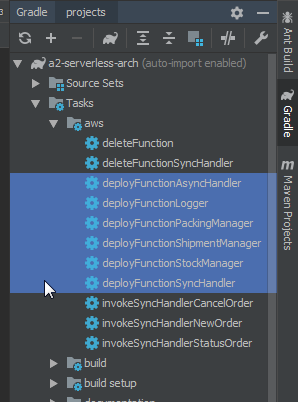 Gradle projects
a2-serverless-arch (auto-import enabled)
Source Sets
Tasks
aws
deleteFunction
deleteFunctionSyncHandler
deployFunctionAsyncHandler
deployFunctionLogger
deployFunctionPackingManager
deployFunctionShipmentManager
deployFunctionStockManager
deployFunctionSyncHandler
invokeSyncHandlerCancelOrder
invokeSyncHandlerNewOrder
invokeSyncHandlerStatusOrder
build
build setup
documentation
Ant Build
Gradle
m Maven Projects